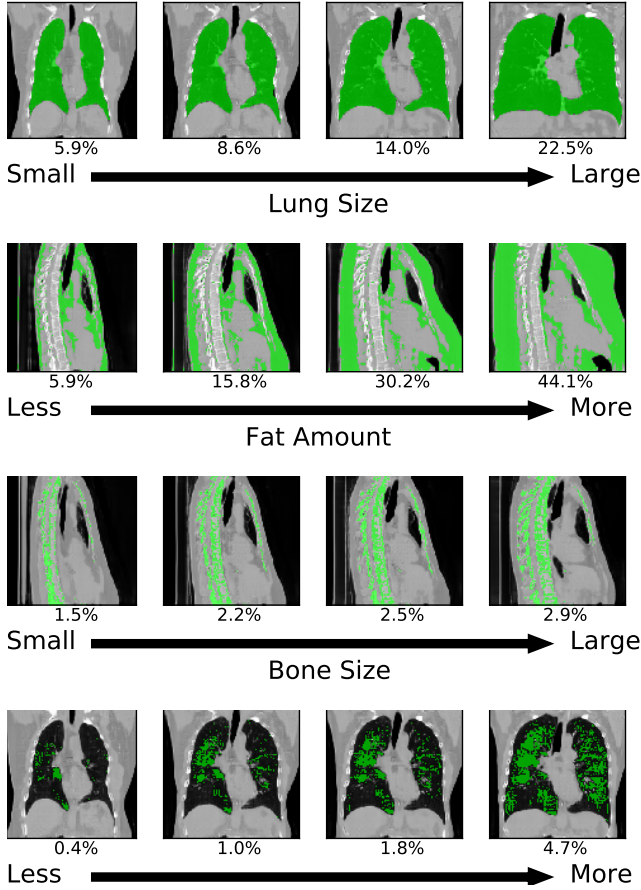 5.9% 8.6% 14.0% 22.5%
Small Large
Lung Size
5.9% 15.8% 30.2% 44.1%
Less More
Fat Amount
1.5% 2.2% 2.5% 2.9%
Small Large
Bone Size
0.4% 1.0% 1.8% 4.7%
Less More